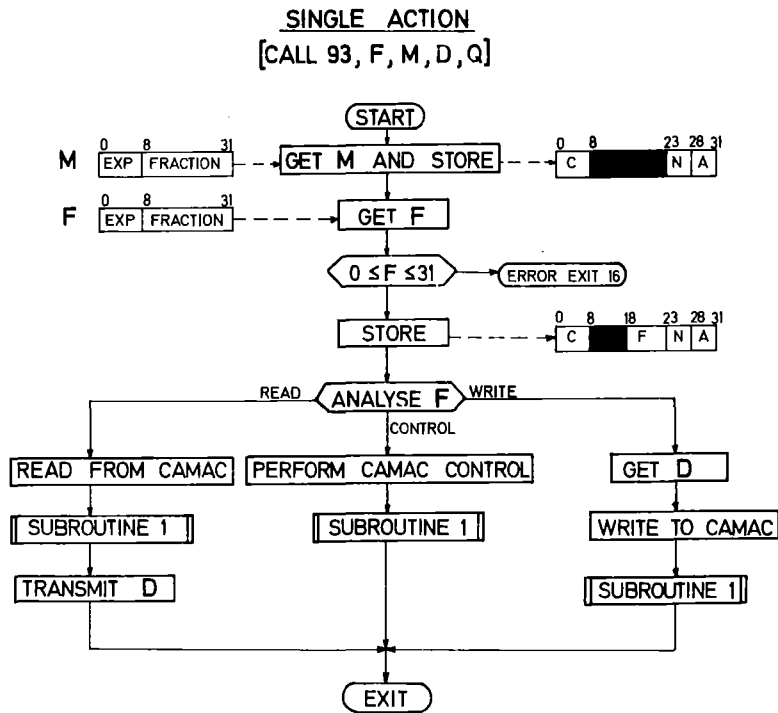 SINGLE ACTION
[CALL 93, F, M, D, Q]
START
0 8 31
M EXP FRACTION
GET M AND STORE
0 8 23 28 31
C N A
0 8 31
F EXP FRACTION
GET F
0 ≤ F ≤ 31
ERROR EXIT 16
STORE
0 8 18 23 28 31
C F N A
READ
ANALYSE F
WRITE
CONTROL
READ FROM CAMAC
PERFORM CAMAC CONTROL
GET D
SUBROUTINE 1
SUBROUTINE 1
WRITE TO CAMAC
TRANSMIT D
SUBROUTINE 1
EXIT